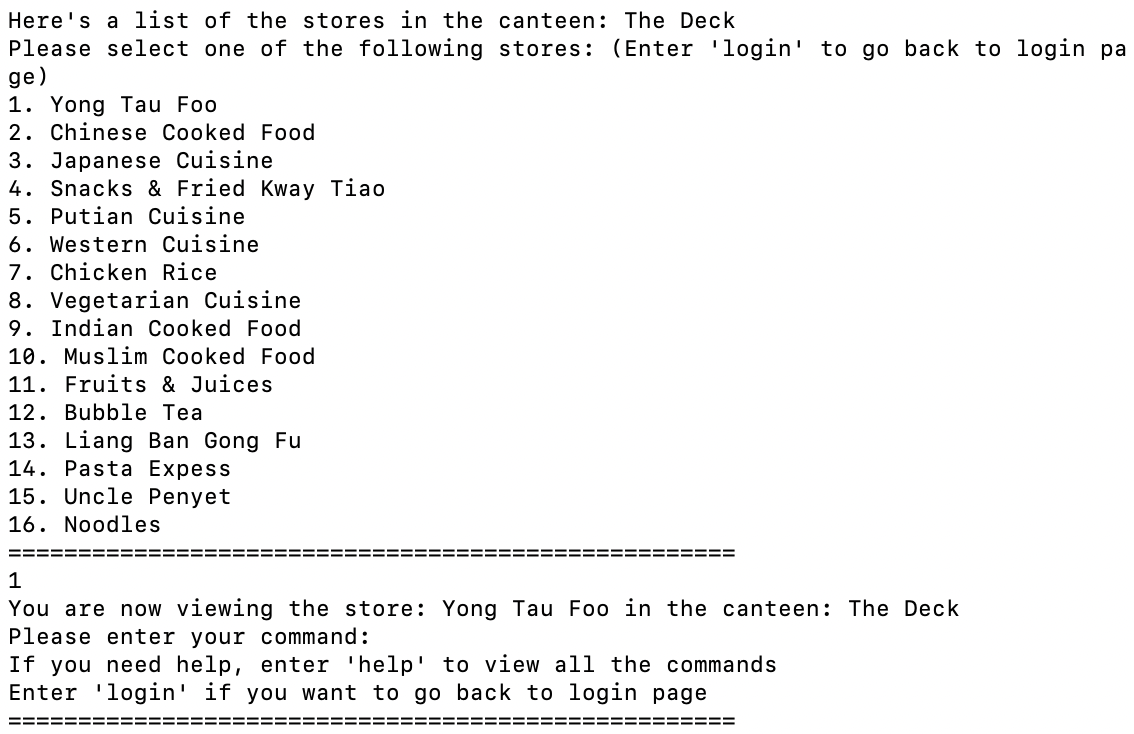 Here's a list of the stores in the canteen: The Deck
Please select one of the following stores: (Enter 'login' to go back to login pa
ge)
1. Yong Tau Foo
2. Chinese Cooked Food
3. Japanese Cuisine
4. Snacks & Fried Kway Tiao
5. Putian Cuisine
6. Western Cuisine
7. Chicken Rice
8. Vegetarian Cuisine
9. Indian Cooked Food
10. Muslim Cooked Food
11. Fruits & Juices
12. Bubble Tea
13. Liang Ban Gong Fu
14. Pasta Expess
15. Uncle Penyet
16. Noodles
====================================================
1
You are now viewing the store: Yong Tau Foo in the canteen: The Deck
Please enter your command:
If you need help, enter 'help' to view all the commands
Enter 'login' if you want to go back to login page
====================================================